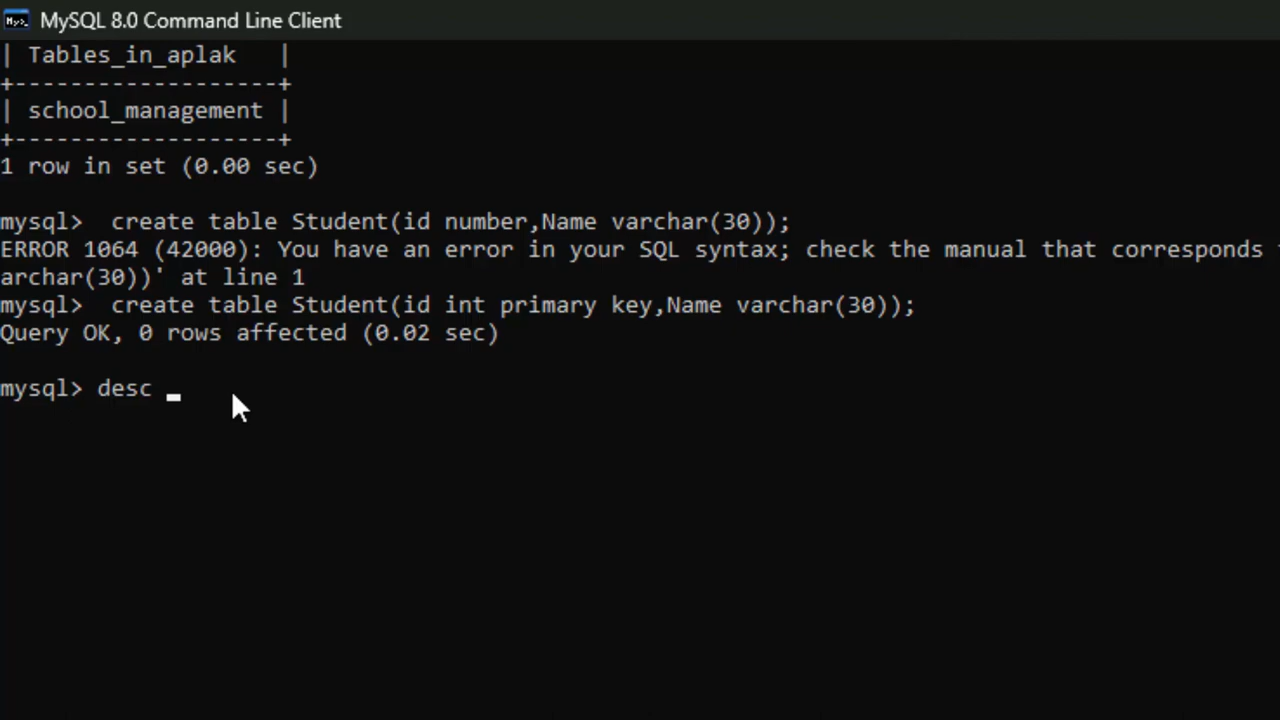 MySQL 8.0 Command Line Client
| Tables_in_aplak   |
+-------------------+
| school_management |
+-------------------+
1 row in set (0.00 sec)
mysql>  create table Student(id number,Name varchar(30));
ERROR 1064 (42000): You have an error in your SQL syntax; check the manual that corresponds
archar(30))' at line 1
mysql>  create table Student(id int primary key,Name varchar(30));
Query OK, 0 rows affected (0.02 sec)
mysql> desc _